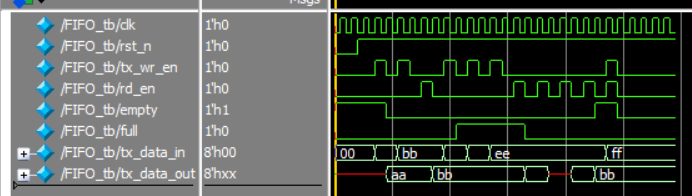 Msgs
/FIFO_tb/clk 1'h0
/FIFO_tb/rst_n 1'h0
/FIFO_tb/tx_wr_en 1'h0
/FIFO_tb/rd_en 1'h0
/FIFO_tb/empty 1'h1
/FIFO_tb/full 1'h0
/FIFO_tb/tx_data_in 8'h00 00 bb ee ff
/FIFO_tb/tx_data_out 8'hxx aa bb bb